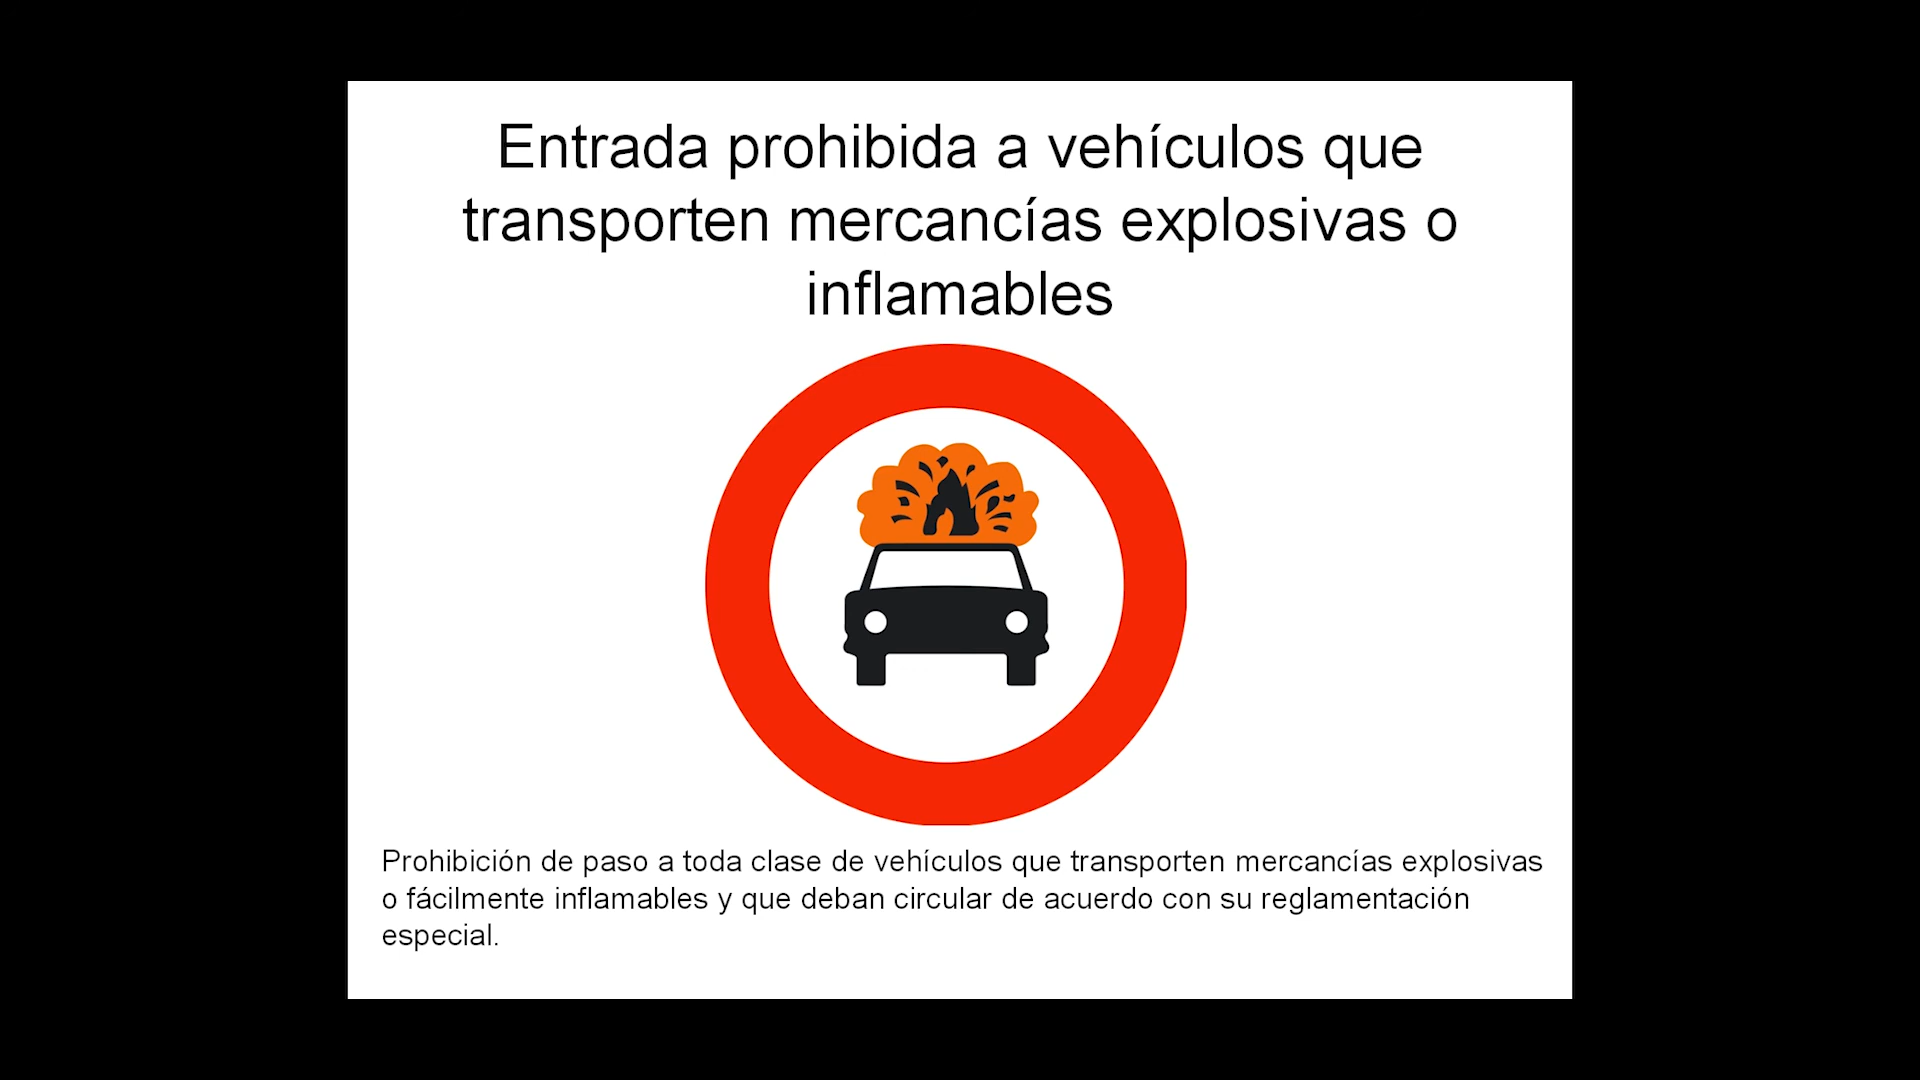 Entrada prohibida a vehículos que
transporten mercancías explosivas o
inflamables
Prohibición de paso a toda clase de vehículos que transporten mercancías explosivas
o fácilmente inflamables y que deban circular de acuerdo con su reglamentación
especial.